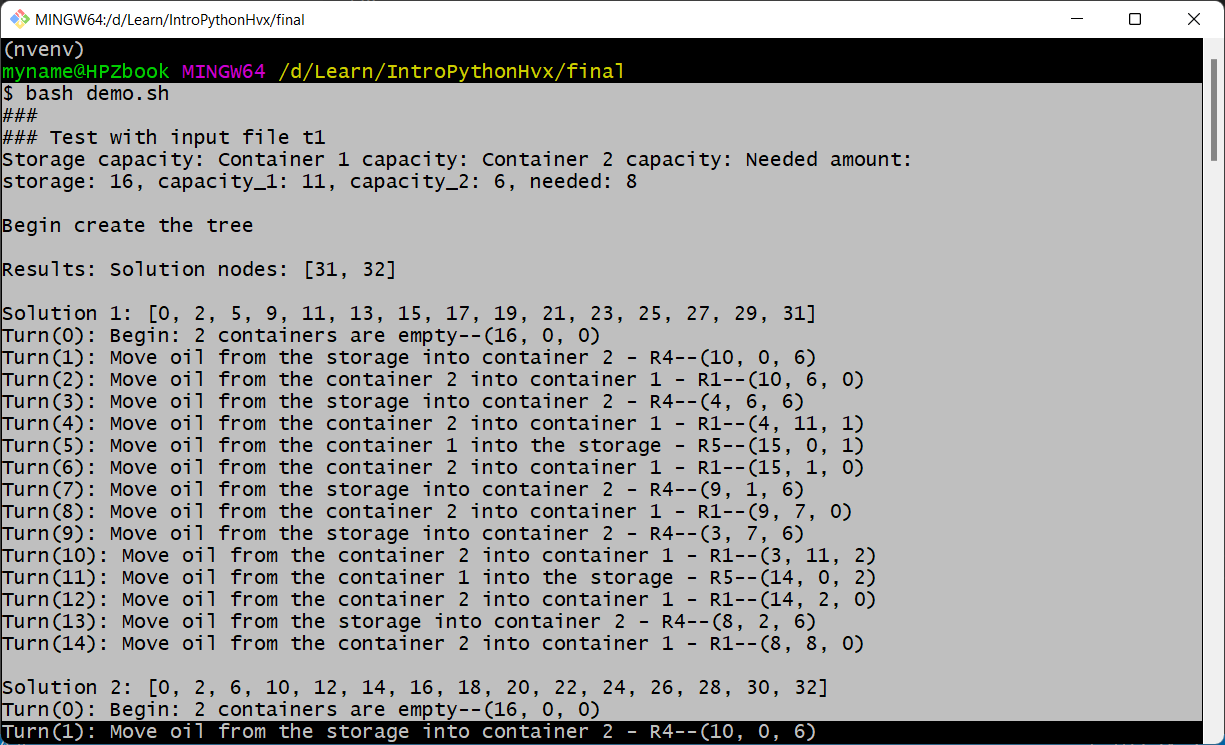 MINGW64:/d/Learn/IntroPythonHvx/final
(nvenv)
myname@HPZbook MINGW64 /d/Learn/IntroPythonHvx/final
$ bash demo.sh
###
### Test with input file t1
Storage capacity: Container 1 capacity: Container 2 capacity: Needed amount:
storage: 16, capacity_1: 11, capacity_2: 6, needed: 8

Begin create the tree

Results: Solution nodes: [31, 32]

Solution 1: [0, 2, 5, 9, 11, 13, 15, 17, 19, 21, 23, 25, 27, 29, 31]
Turn(0): Begin: 2 containers are empty--(16, 0, 0)
Turn(1): Move oil from the storage into container 2 - R4--(10, 0, 6)
Turn(2): Move oil from the container 2 into container 1 - R1--(10, 6, 0)
Turn(3): Move oil from the storage into container 2 - R4--(4, 6, 6)
Turn(4): Move oil from the container 2 into container 1 - R1--(4, 11, 1)
Turn(5): Move oil from the container 1 into the storage - R5--(15, 0, 1)
Turn(6): Move oil from the container 2 into container 1 - R1--(15, 1, 0)
Turn(7): Move oil from the storage into container 2 - R4--(9, 1, 6)
Turn(8): Move oil from the container 2 into container 1 - R1--(9, 7, 0)
Turn(9): Move oil from the storage into container 2 - R4--(3, 7, 6)
Turn(10): Move oil from the container 2 into container 1 - R1--(3, 11, 2)
Turn(11): Move oil from the container 1 into the storage - R5--(14, 0, 2)
Turn(12): Move oil from the container 2 into container 1 - R1--(14, 2, 0)
Turn(13): Move oil from the storage into container 2 - R4--(8, 2, 6)
Turn(14): Move oil from the container 2 into container 1 - R1--(8, 8, 0)

Solution 2: [0, 2, 6, 10, 12, 14, 16, 18, 20, 22, 24, 26, 28, 30, 32]
Turn(0): Begin: 2 containers are empty--(16, 0, 0)
Turn(1): Move oil from the storage into container 2 - R4--(10, 0, 6)